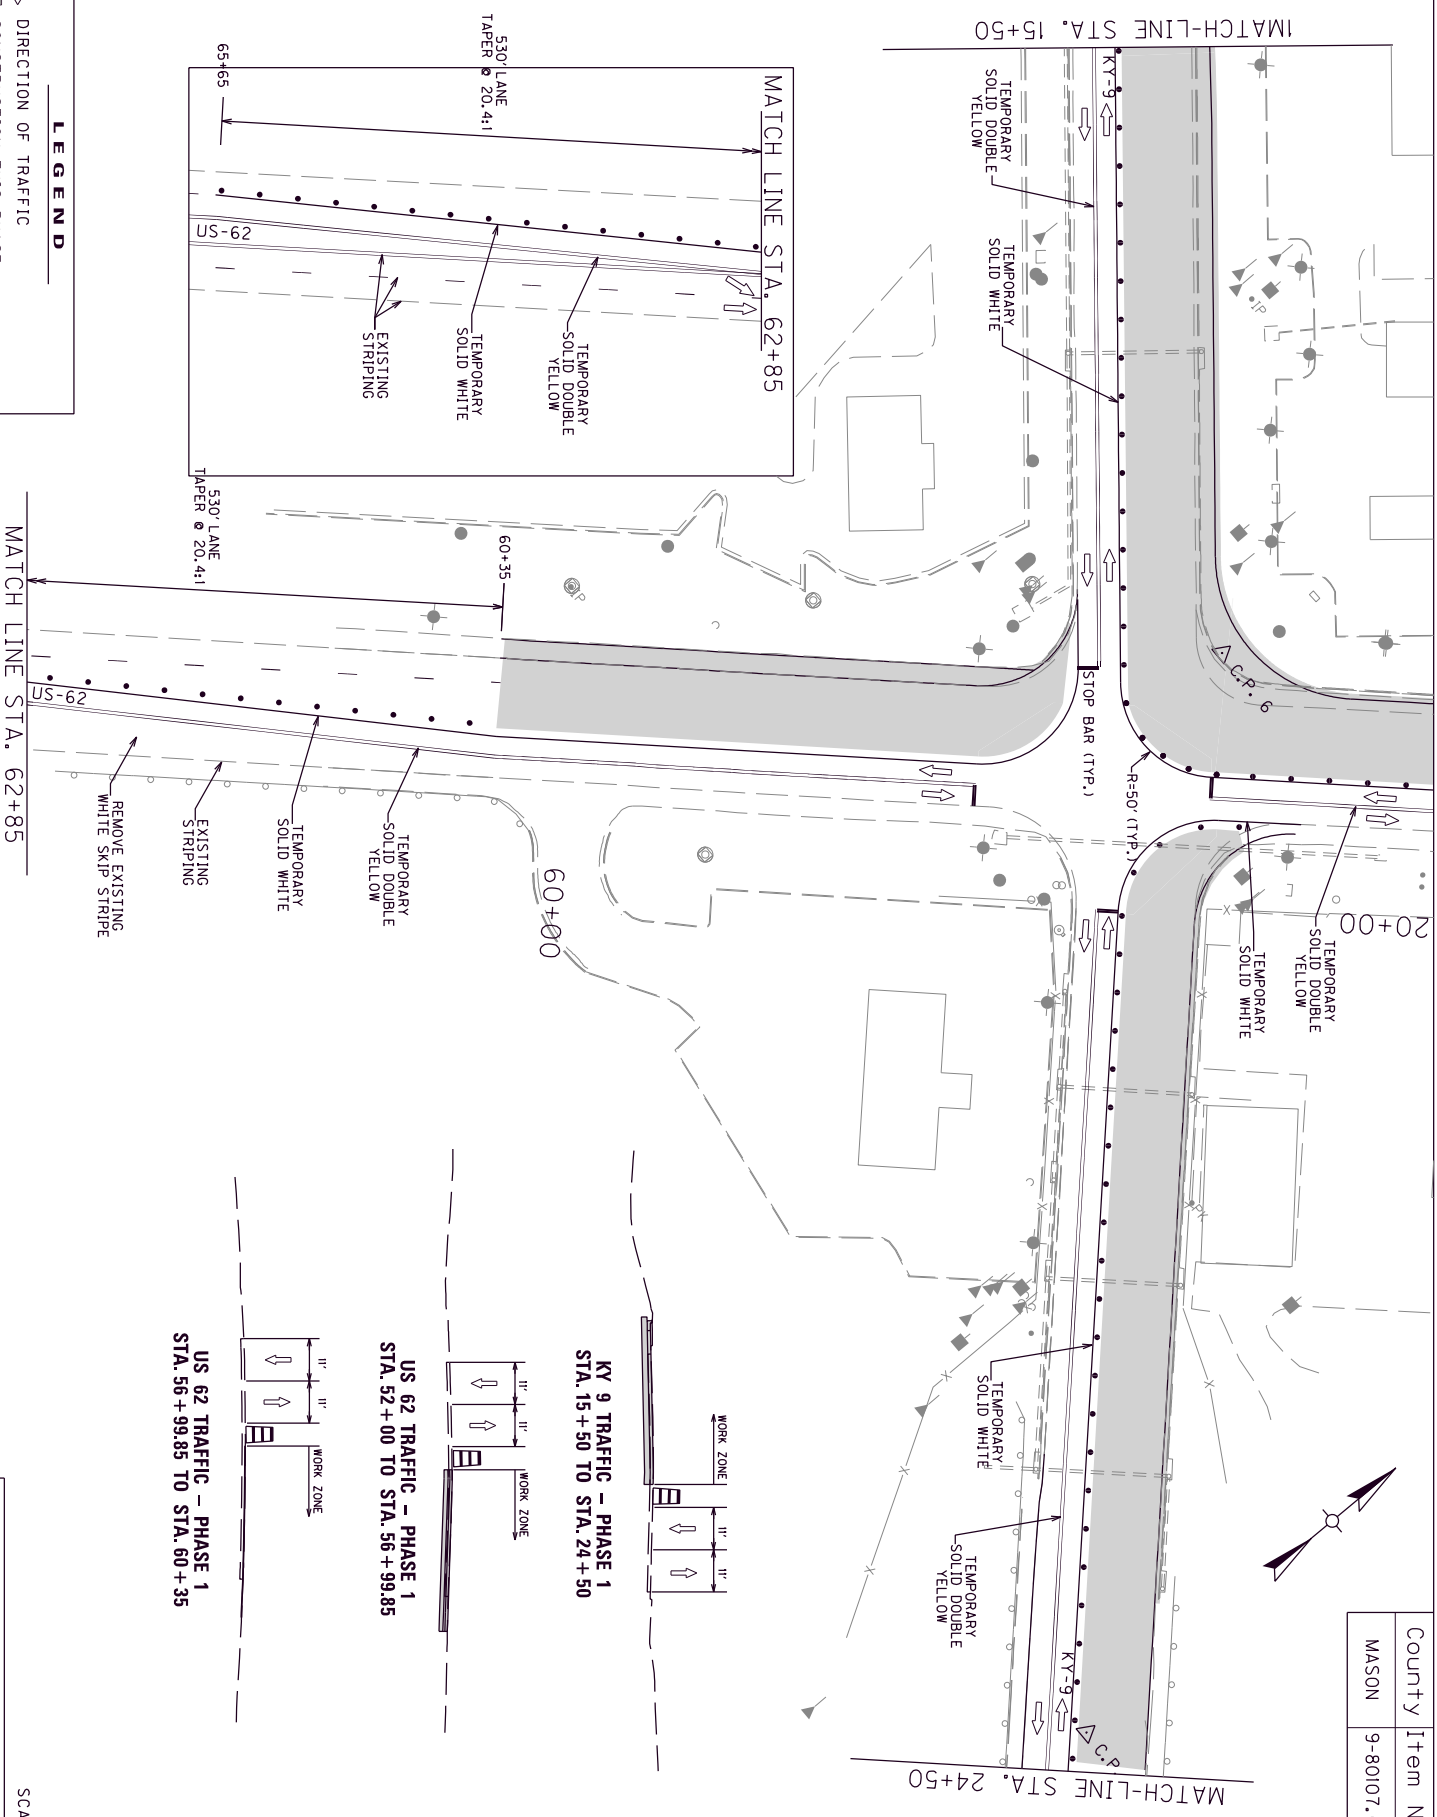 County
Item N
MASON
9-80107.
1MATCH-LINE STA. 15+50
KY-9
TEMPORARY
SOLID DOUBLE
YELLOW
TEMPORARY
SOLID WHITE
C.P. 6
STOP BAR (TYP.)
R=50' (TYP.)
20+00
TEMPORARY
SOLID DOUBLE
YELLOW
TEMPORARY
SOLID WHITE
TEMPORARY
SOLID WHITE
TEMPORARY
SOLID DOUBLE
YELLOW
KY-9
C.P.
MATCH-LINE STA. 24+50
MATCH LINE STA. 62+85
530' LANE
TAPER @ 20.4:1
65+65
US-62
TEMPORARY
SOLID DOUBLE
YELLOW
TEMPORARY
SOLID WHITE
EXISTING
STRIPING
60+35
530' LANE
TAPER @ 20.4:1
60+00
TEMPORARY
SOLID DOUBLE
YELLOW
TEMPORARY
SOLID WHITE
EXISTING
STRIPING
REMOVE EXISTING
WHITE SKIP STRIPE
US-62
MATCH LINE STA. 62+85
WORK ZONE
11'
11'
KY 9 TRAFFIC - PHASE 1
STA. 15+50 TO STA. 24+50
11'
11'
WORK ZONE
US 62 TRAFFIC - PHASE 1
STA. 52+00 TO STA. 56+99.85
11'
11'
WORK ZONE
US 62 TRAFFIC - PHASE 1
STA. 56+99.85 TO STA. 60+35
LEGEND
DIRECTION OF TRAFFIC
SCA